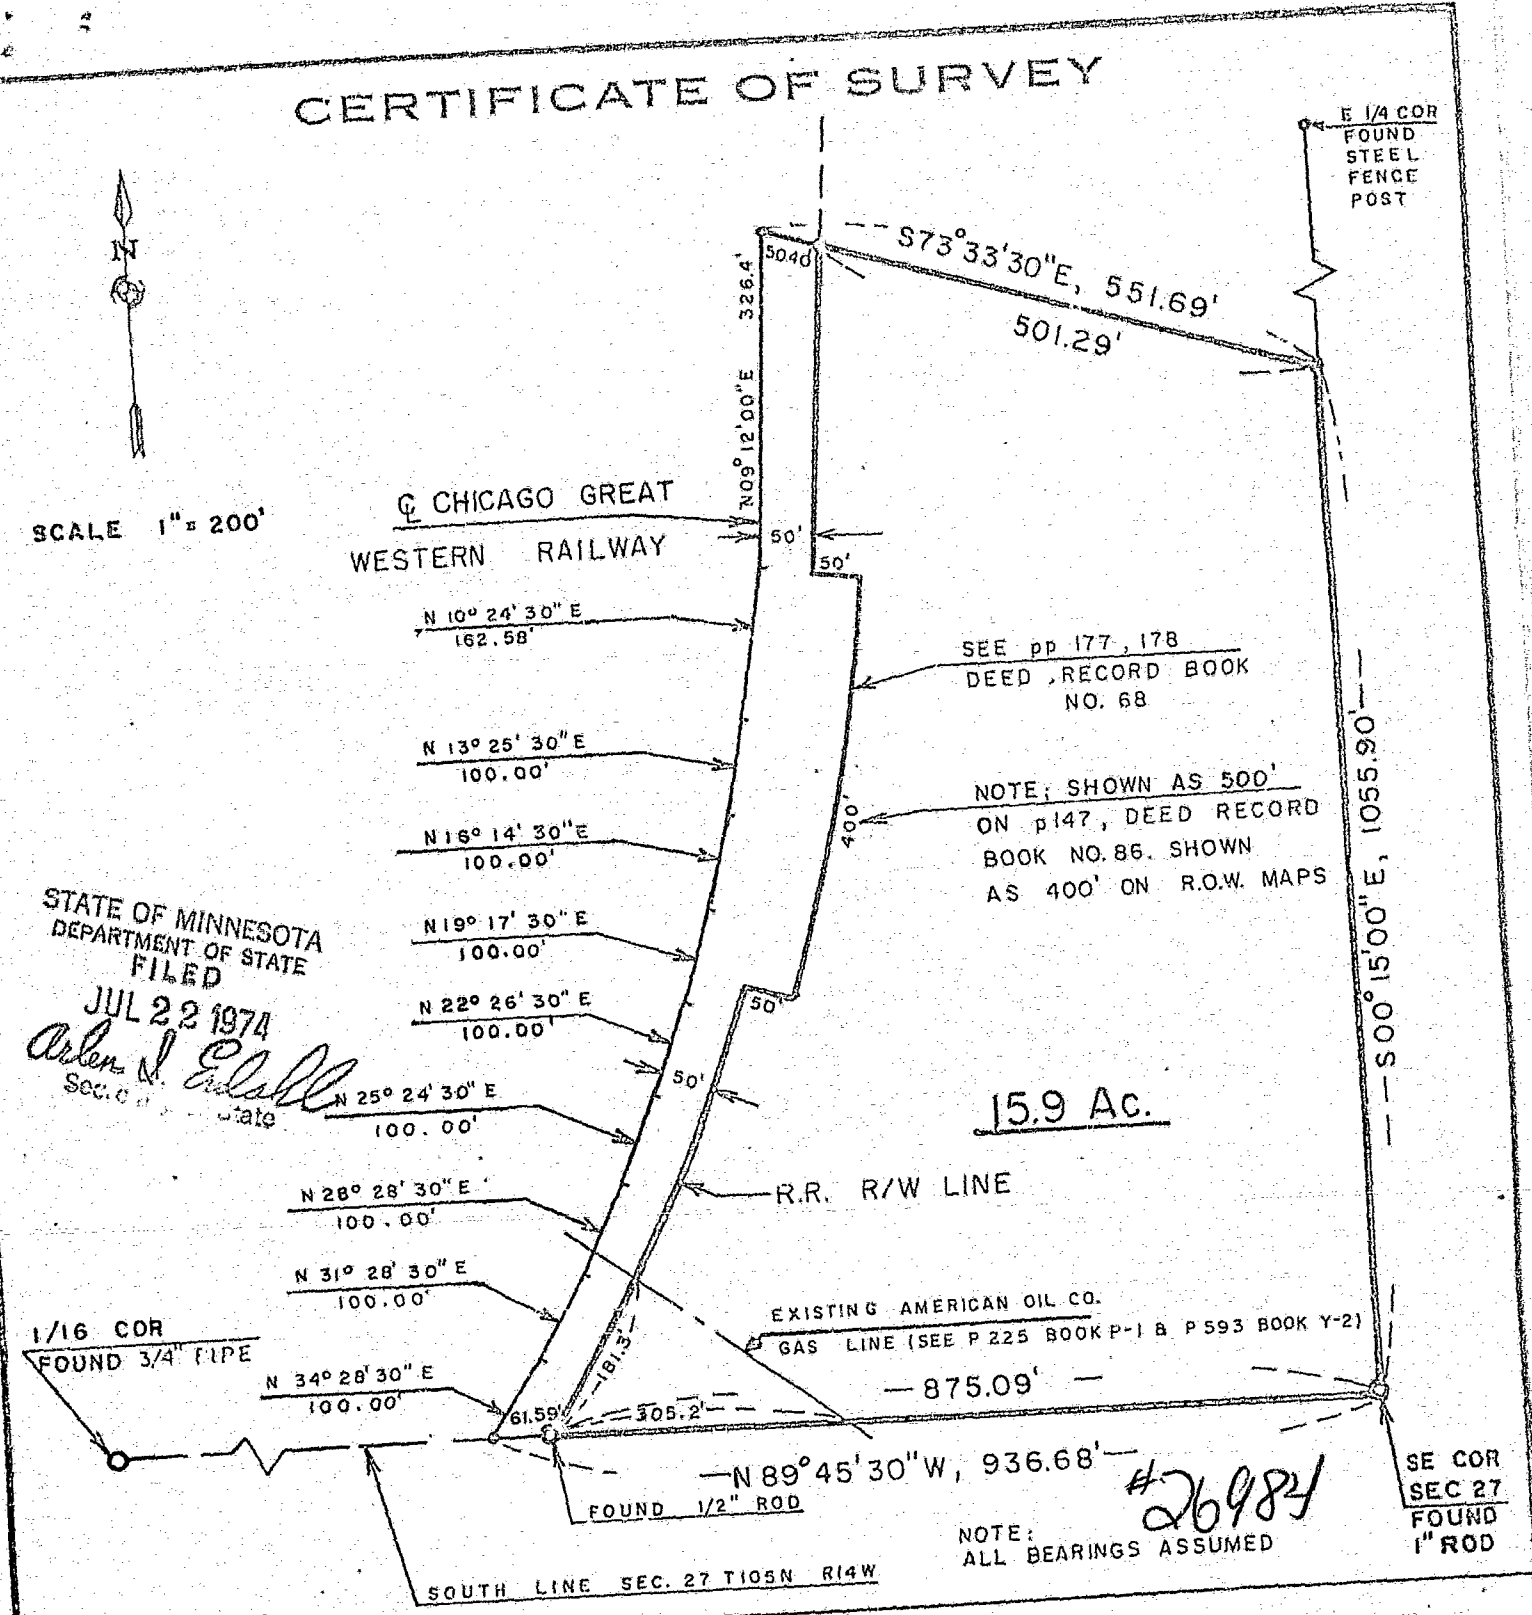 CERTIFICATE OF SURVEY
E 1/4 COR
FOUND
STEEL
FENCE
POST
N
S73°33'30"E, 551.69'
50.40
501.29'
326.4'
N09°12'00"E
SCALE 1"=200'
℄ CHICAGO GREAT
WESTERN RAILWAY
50'
50'
N 10° 24' 30" E
162.58'
SEE pp 177, 178
DEED RECORD BOOK
NO. 68
N 13° 25' 30" E
100.00'
NOTE; SHOWN AS 500'
ON p147, DEED RECORD
BOOK NO. 86. SHOWN
AS 400' ON R.O.W. MAPS
400'
S00°15'00"E, 1055.90'
N 16° 14' 30" E
100.00'
STATE OF MINNESOTA
DEPARTMENT OF STATE
FILED
JUL 22 1974
Arlen I. Erdahl
State
N 19° 17' 30" E
100.00'
N 22° 26' 30" E
100.00'
50'
50'
N 25° 24' 30" E
100.00'
15.9 Ac.
R.R. R/W LINE
N 28° 28' 30" E
100.00'
N 31° 28' 30" E
100.00'
EXISTING AMERICAN OIL CO.
GAS LINE (SEE P 225 BOOK P-1 & P 593 BOOK Y-2)
1/16 COR
FOUND 3/4" PIPE
N 34° 28' 30" E
100.00'
181.3'
61.59'
305.2'
875.09'
N 89°45'30"W, 936.68'
#26984
FOUND 1/2" ROD
SE COR
SEC 27
FOUND
1" ROD
NOTE:
ALL BEARINGS ASSUMED
SOUTH LINE SEC. 27 T105N R14W